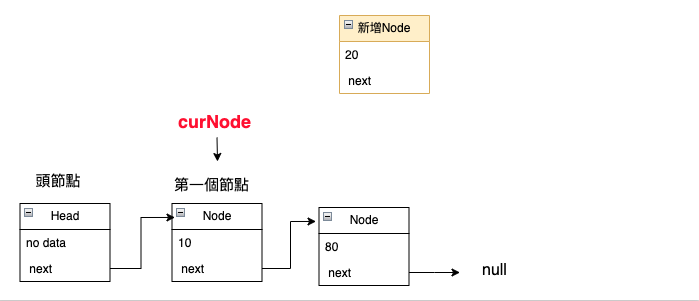 新增Node
20
next
curNode
頭節點
第一個節點
Head
no data
next
Node
10
next
Node
80
next
null